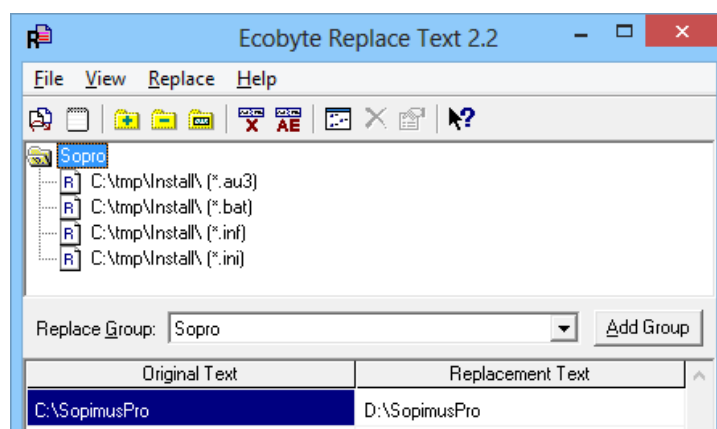 Ecobyte Replace Text 2.2
File View Replace Help
Sopro
C:\tmp\Install\ (*.au3)
C:\tmp\Install\ (*.bat)
C:\tmp\Install\ (*.inf)
C:\tmp\Install\ (*.ini)
Replace Group: Sopro Add Group
Original Text Replacement Text
C:\SopimusPro D:\SopimusPro